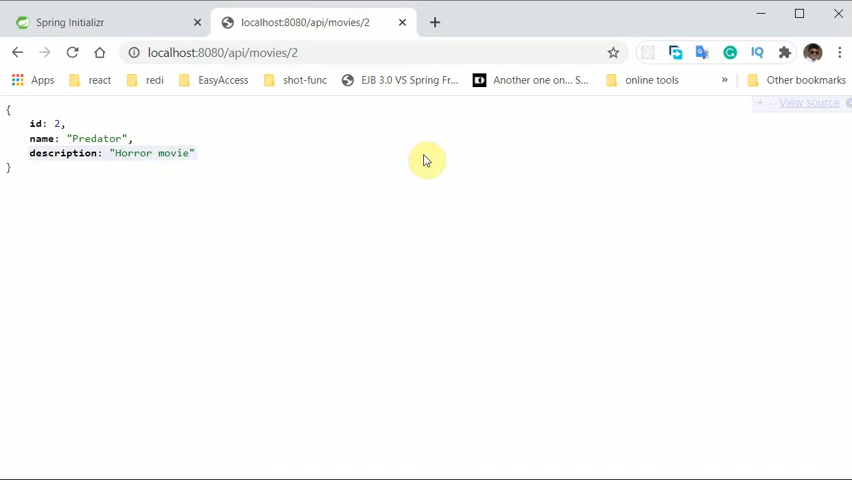 Spring Initializr
localhost:8080/api/movies/2
localhost:8080/api/movies/2
IQ
Apps react redi EasyAccess shot-func EJB 3.0 VS Spring Fr... Another one on... S... online tools » Other bookmarks
{ + - View source
id: 2,
name: "Predator",
description: "Horror movie"
}